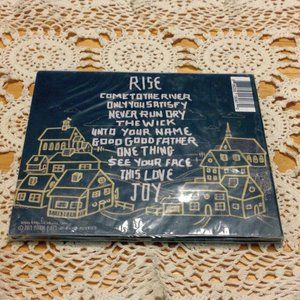 RISE
COME TO THE RIVER
ONLY YOU SATISFY
NEVER RUN DRY
THE WICK
UNTO YOUR NAME
GOOD GOOD FATHER
ONE THING
SEE YOUR FACE
THIS LOVE
JOY